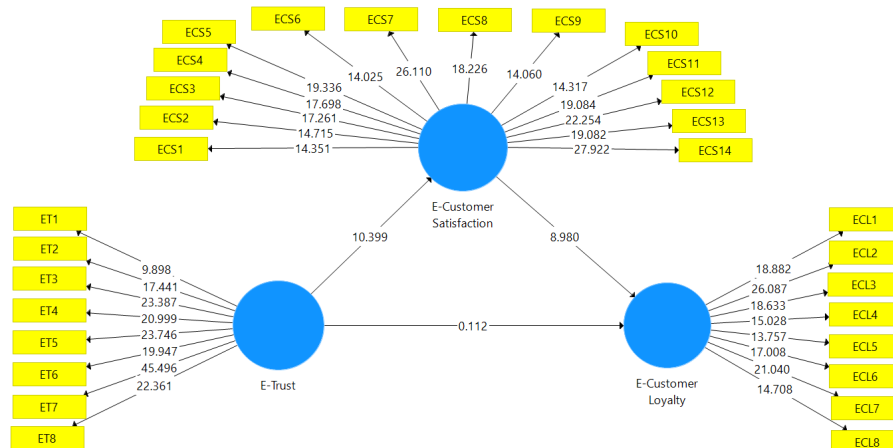 ECS6
ECS7
ECS8
ECS9
ECS5
ECS10
ECS4
ECS11
ECS3
ECS12
ECS2
ECS13
ECS1
ECS14
14.025
26.110
18.226
14.060
19.336
14.317
17.698
19.084
17.261
22.254
14.715
19.082
14.351
27.922
E-Customer
Satisfaction
10.399
8.980
ET1
ET2
ET3
ET4
ET5
ET6
ET7
ET8
9.898
17.441
23.387
20.999
23.746
19.947
45.496
22.361
E-Trust
0.112
E-Customer
Loyalty
18.882
26.087
18.633
15.028
13.757
17.008
21.040
14.708
ECL1
ECL2
ECL3
ECL4
ECL5
ECL6
ECL7
ECL8